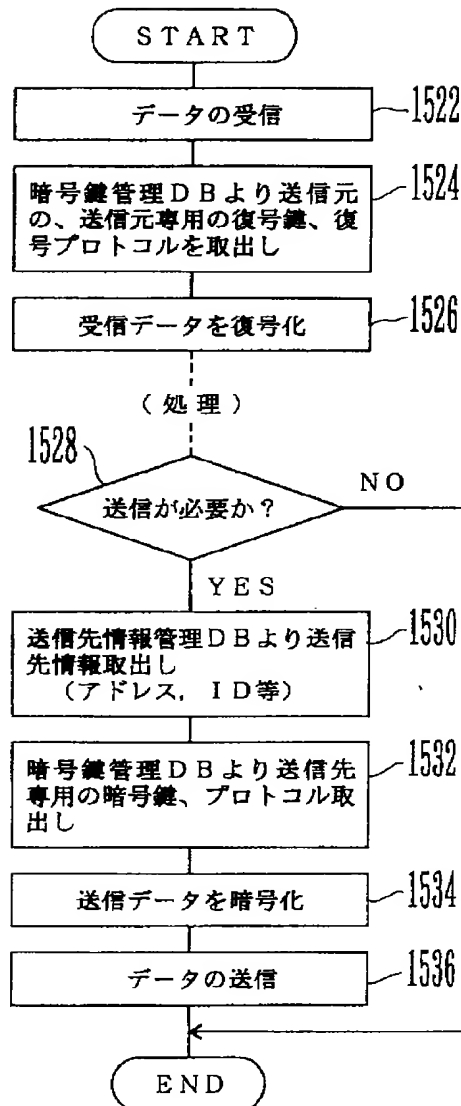 START
データの受信
1522
暗号鍵管理DBより送信元
の、送信元専用の復号鍵、復
号プロトコルを取出し
1524
受信データを復号化
1526
(処理)
1528
送信が必要か?
NO
YES
送信先情報管理DBより送信
先情報取出し
(アドレス, ID等)
1530
暗号鍵管理DBより送信先
専用の暗号鍵、プロトコル取
出し
1532
送信データを暗号化
1534
データの送信
1536
END